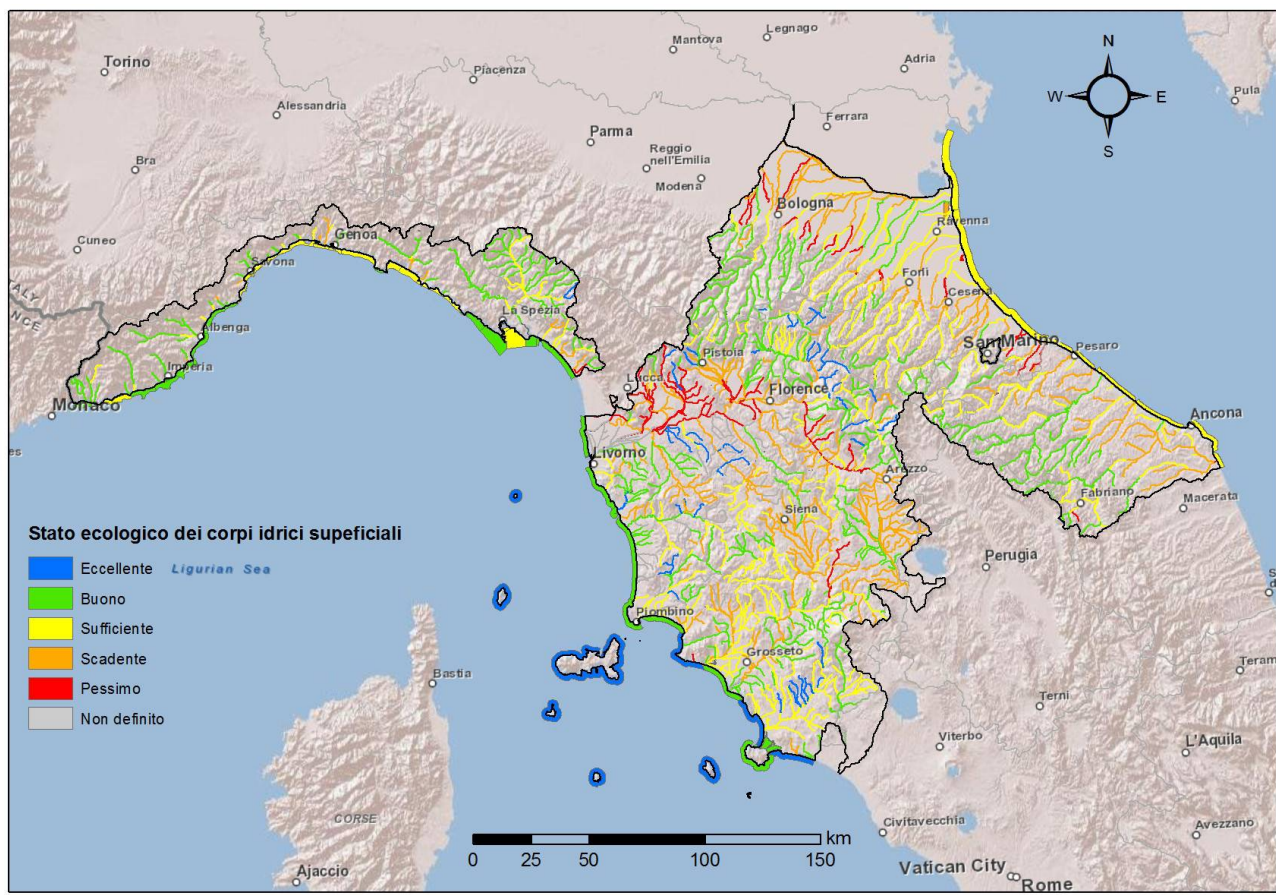 Legnago
Mantova
Torino
Adria
Piacenza
N
W
E
S
Pula
Alessandria
Ferrara
Parma
Reggio
nell'Emilia
Modena
Bra
Bologna
Ravenna
Cuneo
Genoa
Savona
Forlì
Cesena
La Spezia
Albenga
San Marino
Pesaro
Pistoia
Imperia
Lucca
Florence
Monaco
Ancona
Livorno
Arezzo
Fabriano
Macerata
Siena
Stato ecologico dei corpi idrici supeficiali
Eccellente
Ligurian Sea
Buono
Sufficiente
Scadente
Pessimo
Non definito
Perugia
Piombino
Grosseto
Bastia
Teram
Terni
Viterbo
L'Aquila
CORSE
Civitavecchia
Avezzano
km
0 25 50 100 150
Ajaccio
Vatican City
Rome